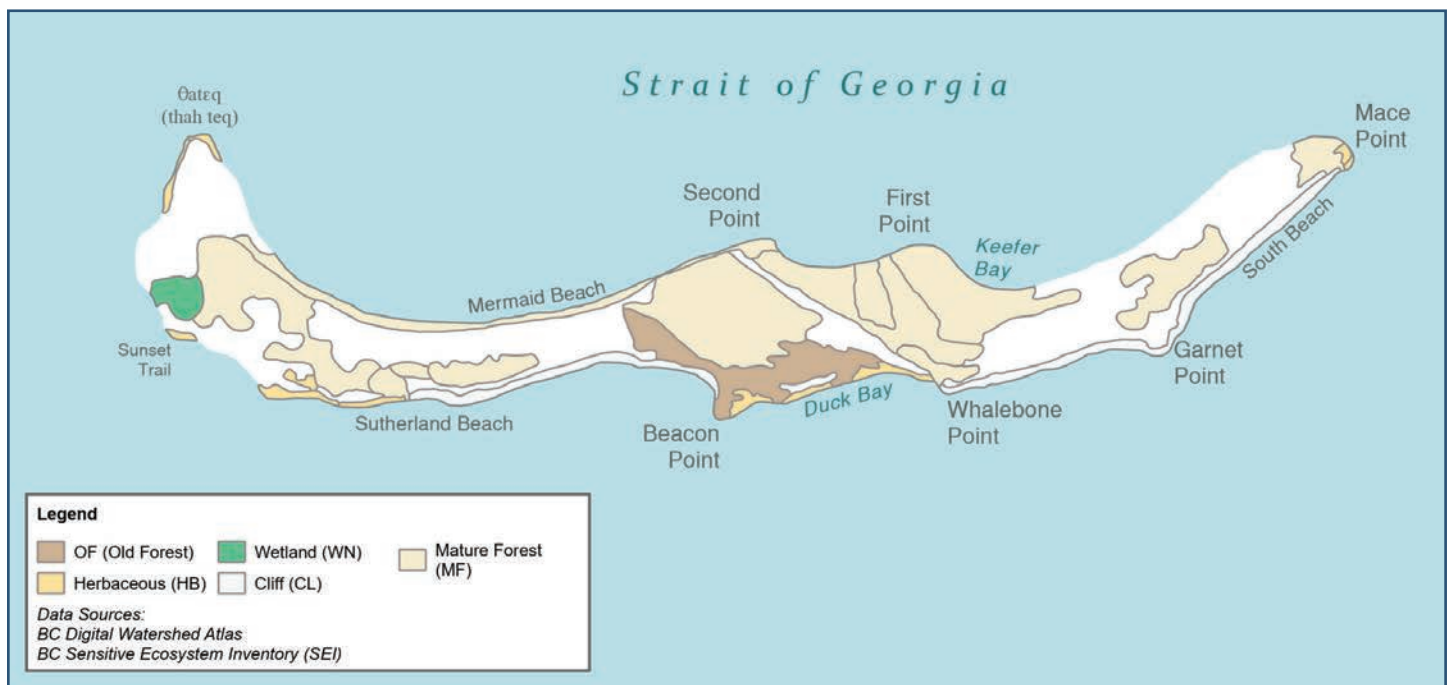 Strait of Georgia
θatεq
(thah teq)
Mace
Point
Second
Point
First
Point
Keefer
Bay
South Beach
Mermaid Beach
Sunset
Trail
Garnet
Point
Duck Bay
Whalebone
Point
Sutherland Beach
Beacon
Point
Legend
OF (Old Forest)
Wetland (WN)
Mature Forest
(MF)
Herbaceous (HB)
Cliff (CL)
Data Sources:
BC Digital Watershed Atlas
BC Sensitive Ecosystem Inventory (SEI)